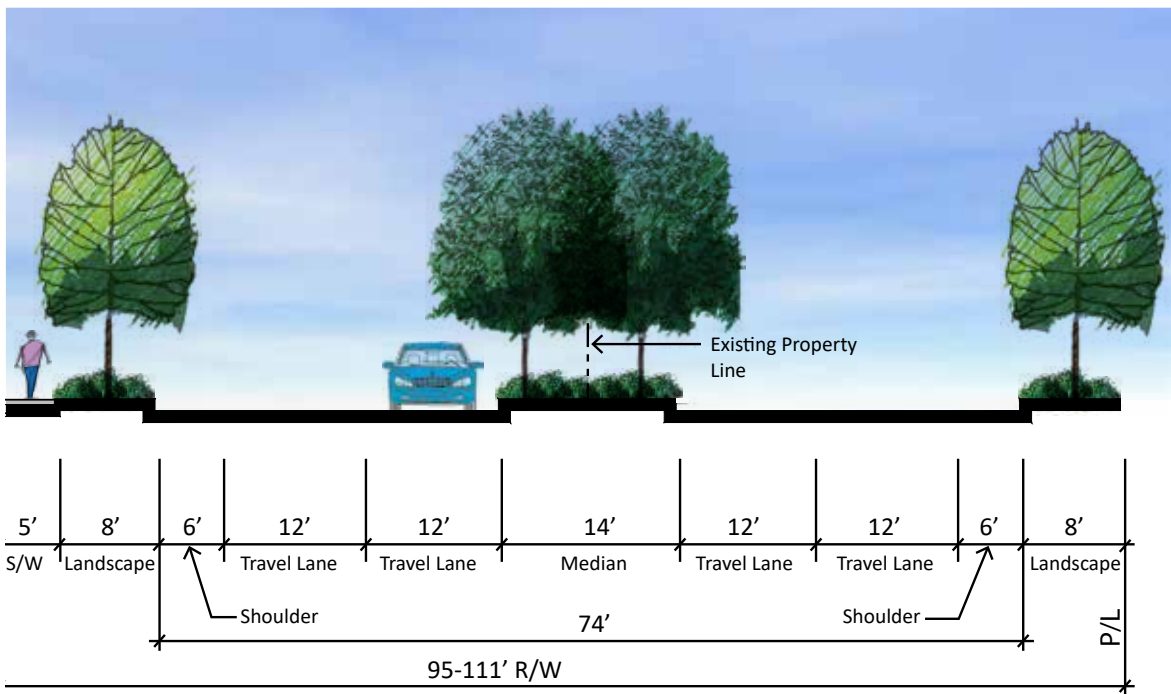 Existing Property
Line
5’ 8’ 6’ 12’ 12’ 14’ 12’ 12’ 6’ 8’
S/W Landscape Travel Lane Travel Lane Median Travel Lane Travel Lane Landscape
Shoulder Shoulder
74’
P/L
95-111’ R/W